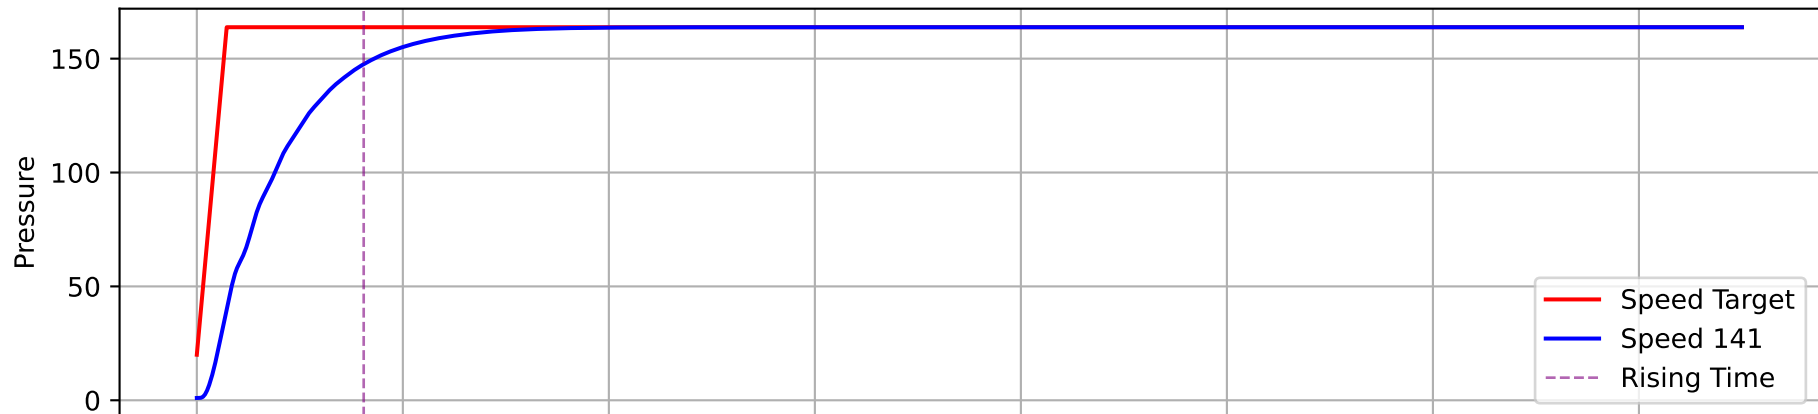 150
100
50
0
Pressure
Speed Target
Speed 141
Rising Time